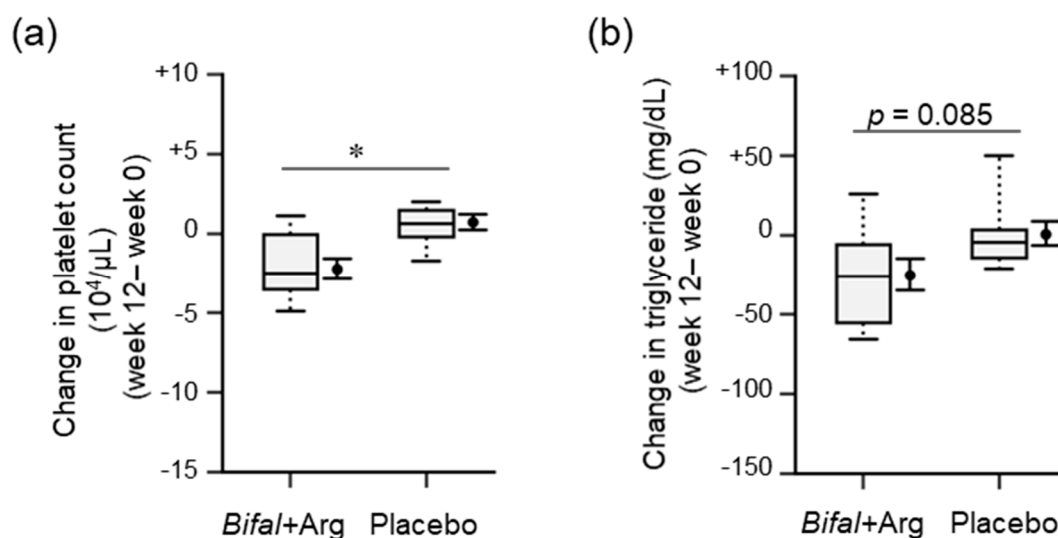 (a)
Change in platelet count
(10⁴/μL)
(week 12– week 0)
+10
+5
0
-5
-10
-15
*
Bifal+Arg
Placebo
(b)
Change in triglyceride (mg/dL)
(week 12– week 0)
+100
+50
0
-50
-100
-150
p = 0.085
Bifal+Arg
Placebo